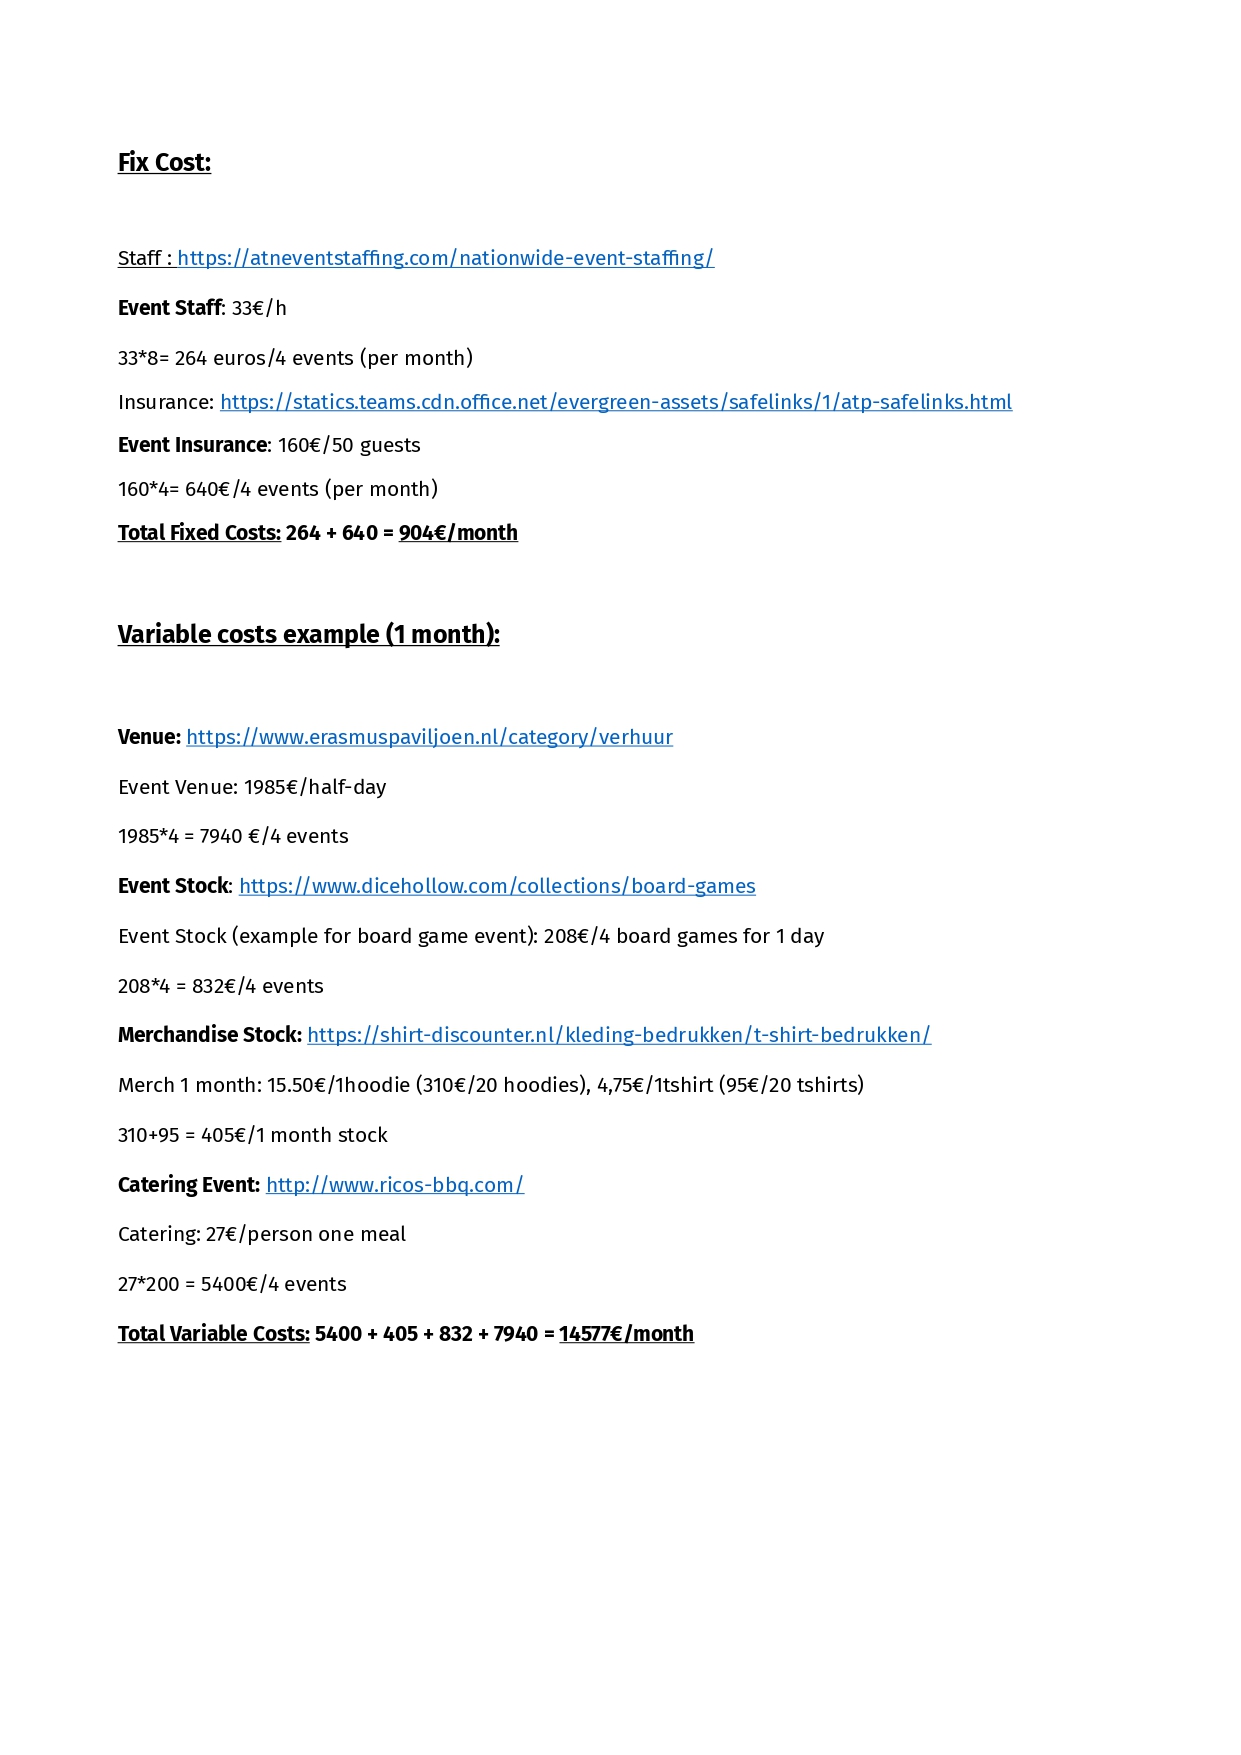 Fix Cost:
Staff : https://atneventstaffing.com/nationwide-event-staffing/
Event Staff: 33€/h
33*8= 264 euros/4 events (per month)
Insurance: https://statics.teams.cdn.office.net/evergreen-assets/safelinks/1/atp-safelinks.html
Event Insurance: 160€/50 guests
160*4= 640€/4 events (per month)
Total Fixed Costs: 264 + 640 = 904€/month
Variable costs example (1 month):
Venue: https://www.erasmuspaviljoen.nl/category/verhuur
Event Venue: 1985€/half-day
1985*4 = 7940 €/4 events
Event Stock: https://www.dicehollow.com/collections/board-games
Event Stock (example for board game event): 208€/4 board games for 1 day
208*4 = 832€/4 events
Merchandise Stock: https://shirt-discounter.nl/kleding-bedrukken/t-shirt-bedrukken/
Merch 1 month: 15.50€/1hoodie (310€/20 hoodies), 4,75€/1tshirt (95€/20 tshirts)
310+95 = 405€/1 month stock
Catering Event: http://www.ricos-bbq.com/
Catering: 27€/person one meal
27*200 = 5400€/4 events
Total Variable Costs: 5400 + 405 + 832 + 7940 = 14577€/month